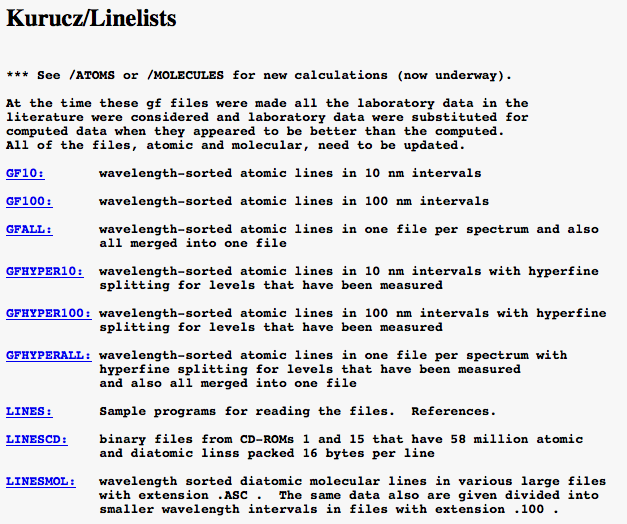 Kurucz/Linelists
*** See /ATOMS or /MOLECULES for new calculations (now underway).
At the time these gf files were made all the laboratory data in the
literature were considered and laboratory data were substituted for
computed data when they appeared to be better than the computed.
All of the files, atomic and molecular, need to be updated.
GF10: wavelength-sorted atomic lines in 10 nm intervals
GF100: wavelength-sorted atomic lines in 100 nm intervals
GFALL: wavelength-sorted atomic lines in one file per spectrum and also
all merged into one file
GFHYPER10: wavelength-sorted atomic lines in 10 nm intervals with hyperfine
splitting for levels that have been measured
GFHYPER100: wavelength-sorted atomic lines in 100 nm intervals with hyperfine
splitting for levels that have been measured
GFHYPERALL: wavelength-sorted atomic lines in one file per spectrum with
hyperfine splitting for levels that have been measured
and also all merged into one file
LINES: Sample programs for reading the files. References.
LINESCD: binary files from CD-ROMs 1 and 15 that have 58 million atomic
and diatomic linss packed 16 bytes per line
LINESMOL: wavelength sorted diatomic molecular lines in various large files
with extension .ASC . The same data also are given divided into
smaller wavelength intervals in files with extension .100 .